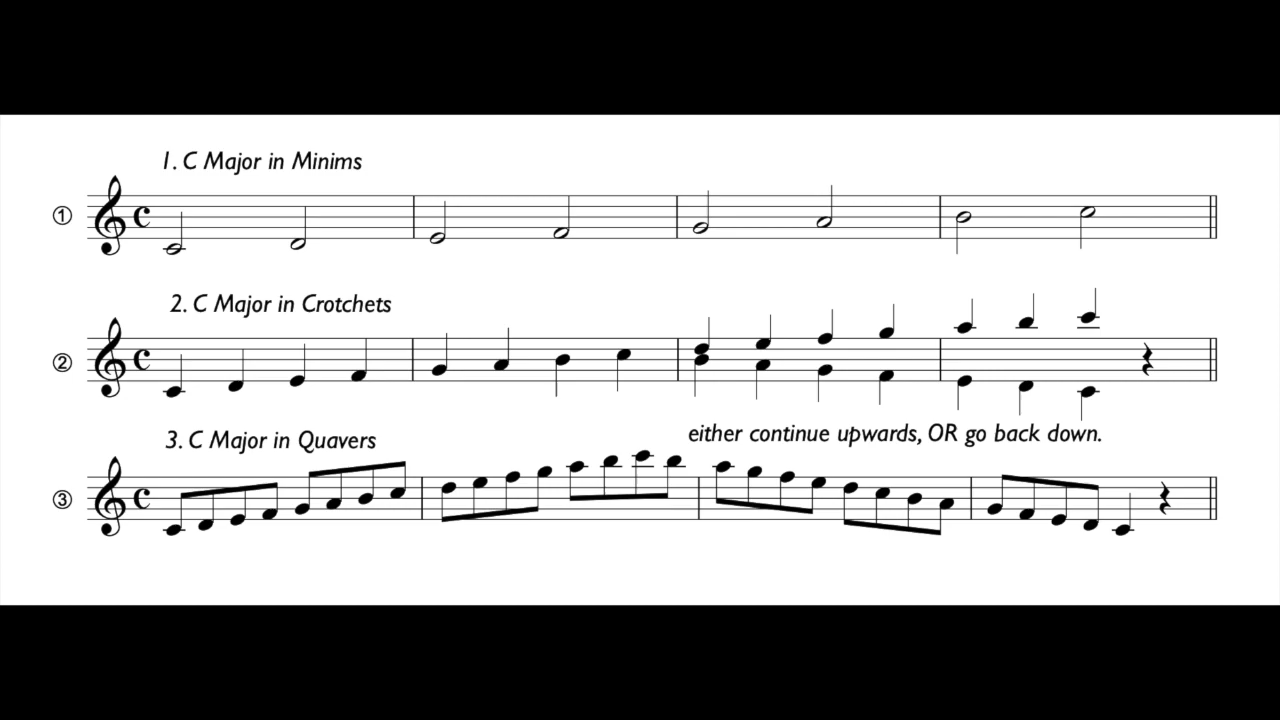 1. C Major in Minims
①
2. C Major in Crotchets
②
either continue upwards, OR go back down.
3. C Major in Quavers
③